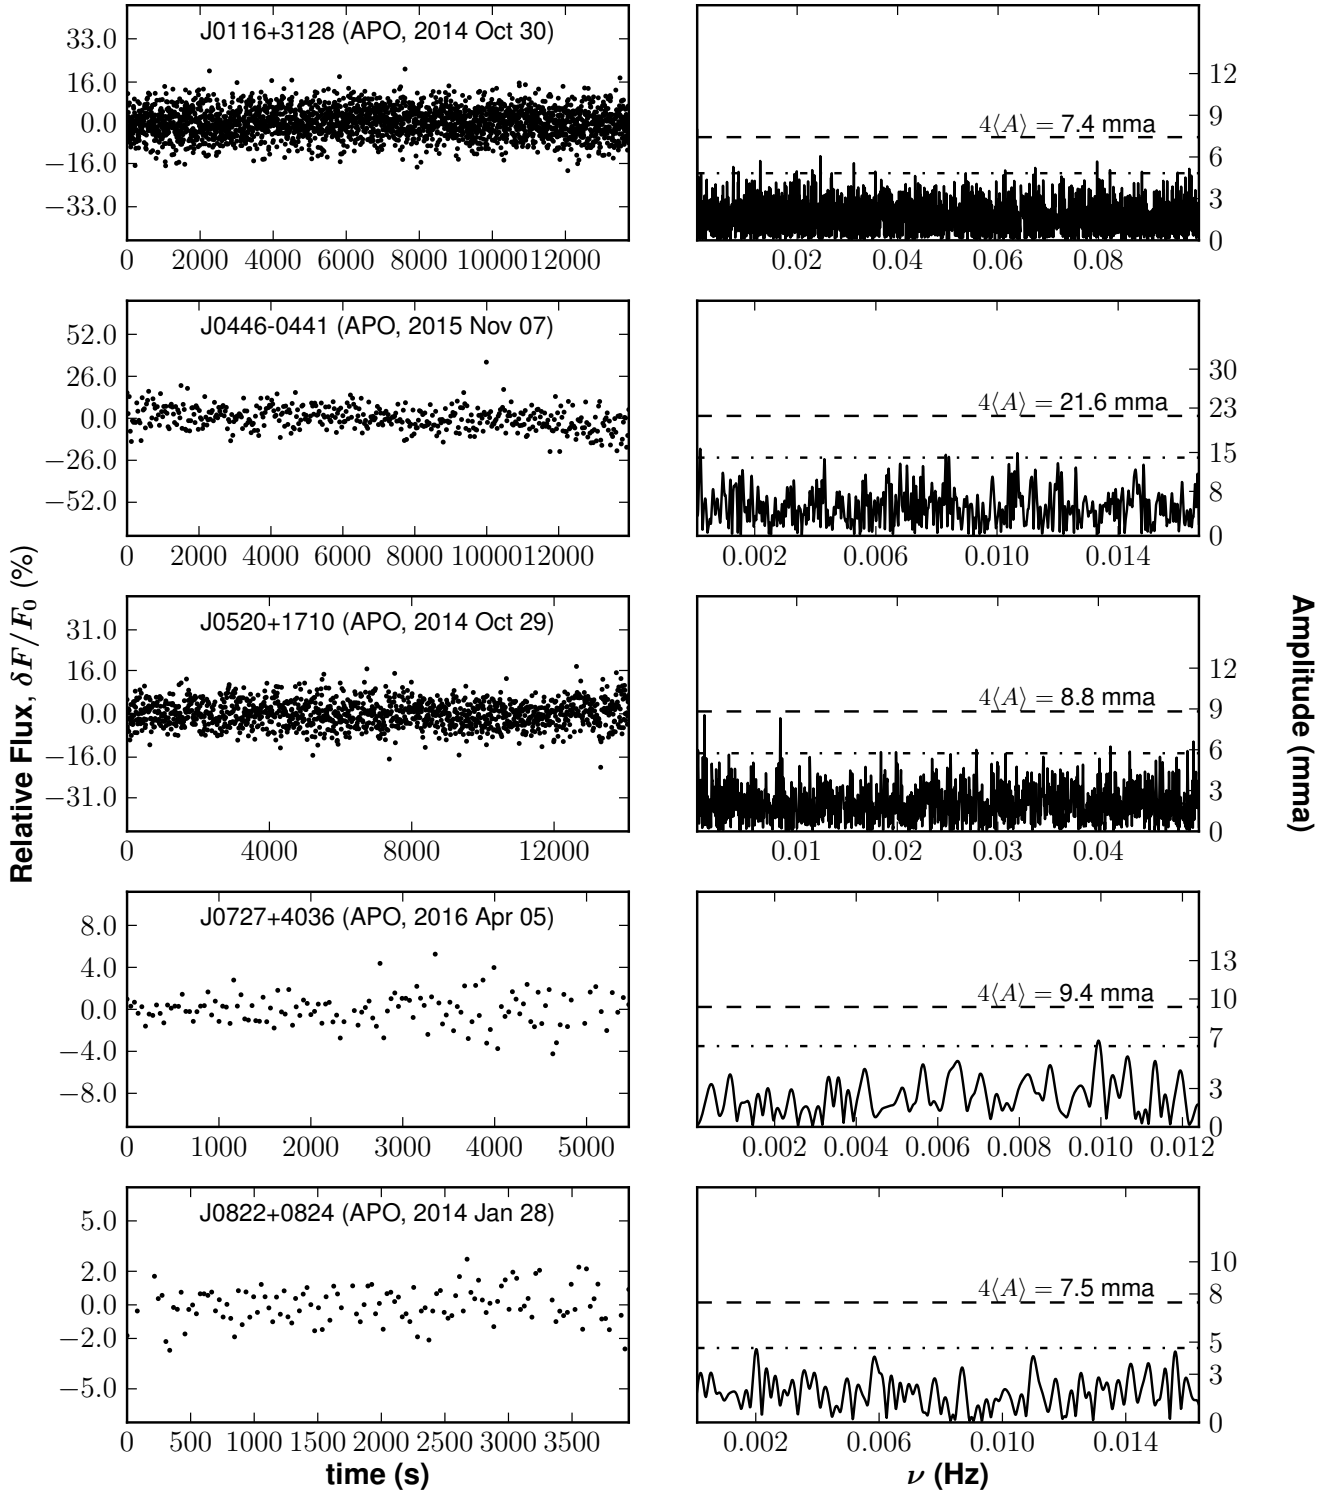 J0116+3128 (APO, 2014 Oct 30)
33.0
16.0
0.0
−16.0
−33.0
0 2000 4000 6000 8000 10000 12000
4⟨A⟩ = 7.4 mma
12
9
6
3
0
0.02 0.04 0.06 0.08
J0446-0441 (APO, 2015 Nov 07)
52.0
26.0
0.0
−26.0
−52.0
0 2000 4000 6000 8000 10000 12000
4⟨A⟩ = 21.6 mma
30
23
15
8
0
0.002 0.006 0.010 0.014
Relative Flux, δF/F₀ (%)
J0520+1710 (APO, 2014 Oct 29)
31.0
16.0
0.0
−16.0
−31.0
0 4000 8000 12000
4⟨A⟩ = 8.8 mma
12
9
6
3
0
0.01 0.02 0.03 0.04
Amplitude (mma)
J0727+4036 (APO, 2016 Apr 05)
8.0
4.0
0.0
−4.0
−8.0
0 1000 2000 3000 4000 5000
4⟨A⟩ = 9.4 mma
13
10
7
3
0
0.002 0.004 0.006 0.008 0.010 0.012
J0822+0824 (APO, 2014 Jan 28)
5.0
2.0
0.0
−2.0
−5.0
0 500 1000 1500 2000 2500 3000 3500
time (s)
4⟨A⟩ = 7.5 mma
10
8
5
3
0
0.002 0.006 0.010 0.014
ν (Hz)